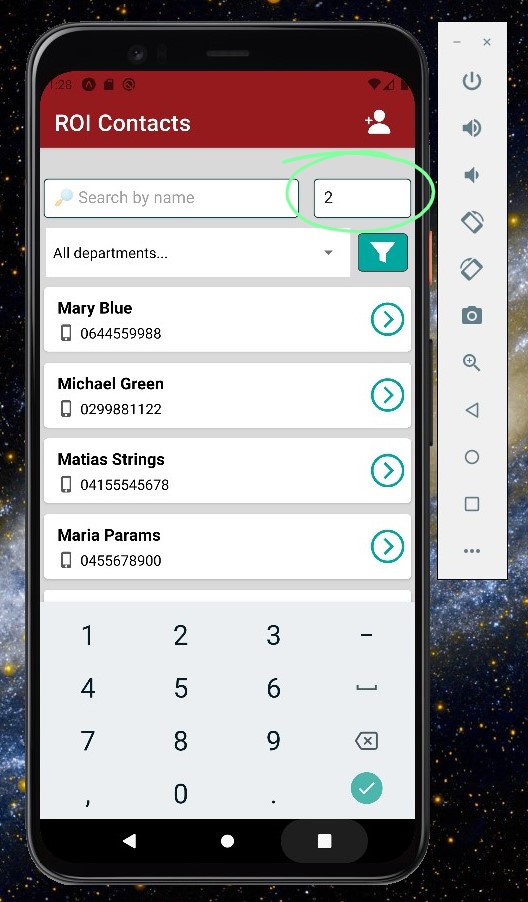 1:28
ROI Contacts
Search by name
2
All departments...
Mary Blue
0644559988
Michael Green
0299881122
Matias Strings
04155545678
Maria Params
0455678900
1 2 3 –
4 5 6
7 8 9
, 0 .